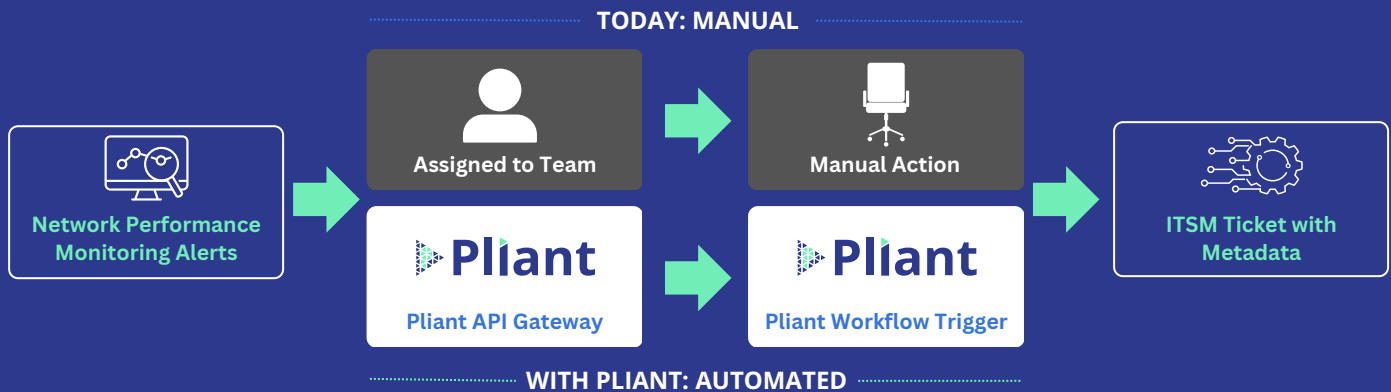 TODAY: MANUAL
Network Performance
Monitoring Alerts
Assigned to Team
Manual Action
Pliant
Pliant API Gateway
Pliant
Pliant Workflow Trigger
ITSM Ticket with
Metadata
WITH PLIANT: AUTOMATED